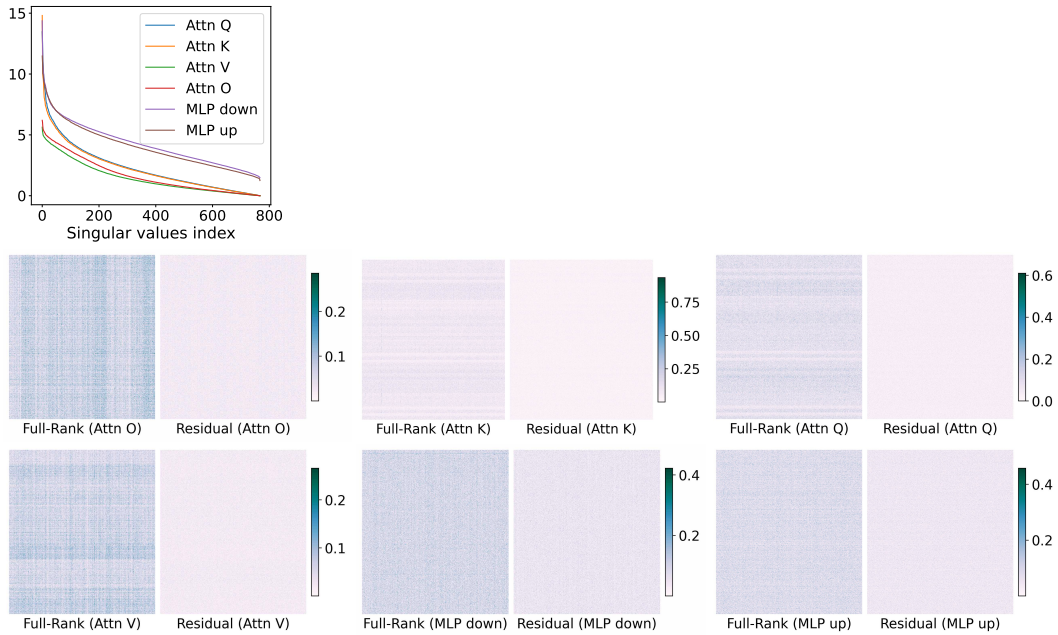 15
10
5
0
Attn Q
Attn K
Attn V
Attn O
MLP down
MLP up
0 200 400 600 800
Singular values index
0.2
0.1
Full-Rank (Attn O) Residual (Attn O)
0.75
0.50
0.25
Full-Rank (Attn K) Residual (Attn K)
0.6
0.4
0.2
0.0
Full-Rank (Attn Q) Residual (Attn Q)
0.2
0.1
Full-Rank (Attn V) Residual (Attn V)
0.4
0.2
Full-Rank (MLP down) Residual (MLP down)
0.4
0.2
Full-Rank (MLP up) Residual (MLP up)